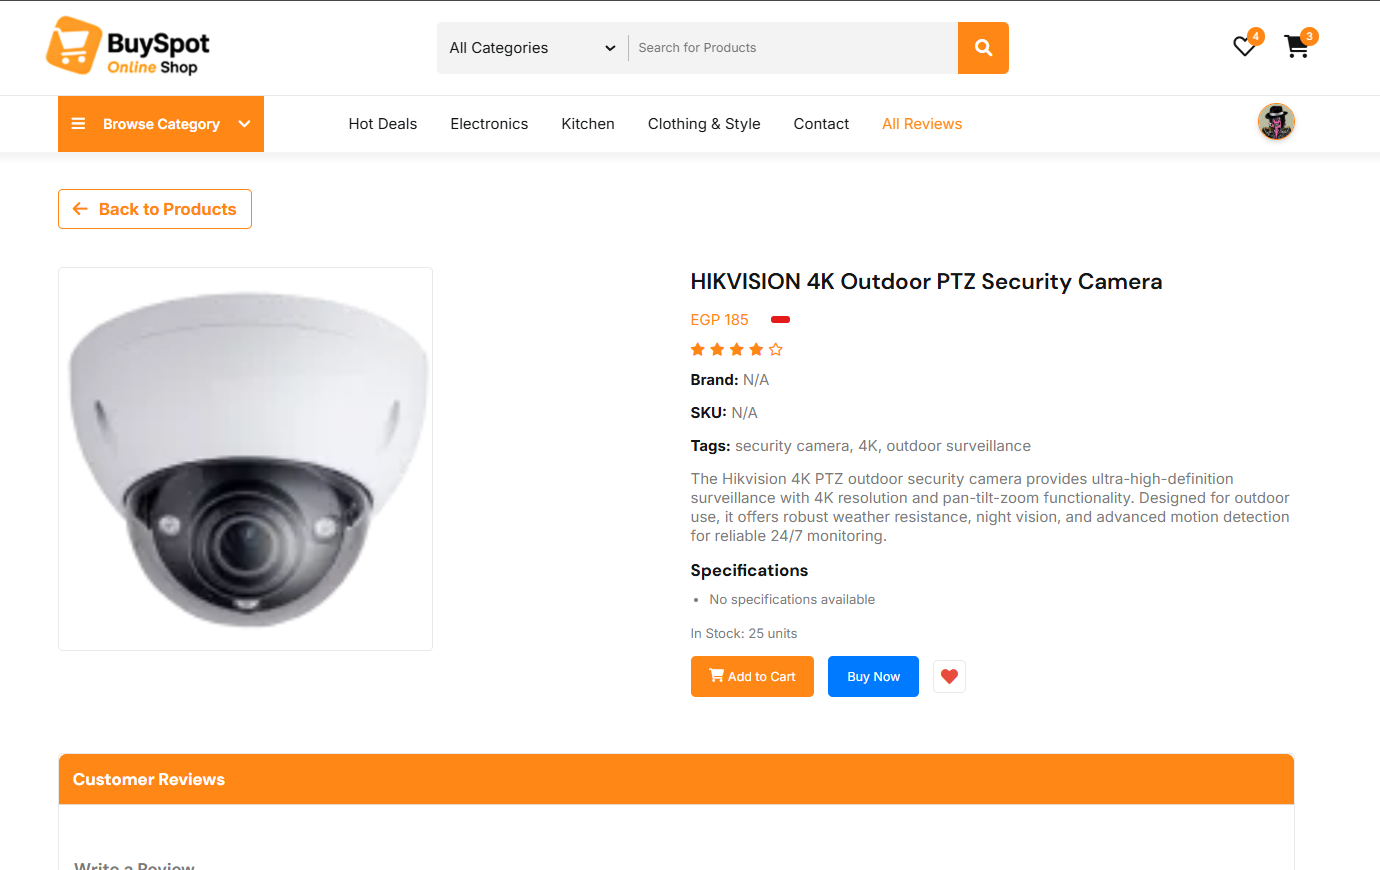 BuySpot
Online Shop
All Categories
Search for Products
4
3
Browse Category
Hot Deals
Electronics
Kitchen
Clothing & Style
Contact
All Reviews
Back to Products
HIKVISION 4K Outdoor PTZ Security Camera
EGP 185
Brand: N/A
SKU: N/A
Tags: security camera, 4K, outdoor surveillance
The Hikvision 4K PTZ outdoor security camera provides ultra-high-definition
surveillance with 4K resolution and pan-tilt-zoom functionality. Designed for outdoor
use, it offers robust weather resistance, night vision, and advanced motion detection
for reliable 24/7 monitoring.
Specifications
• No specifications available
In Stock: 25 units
Add to Cart
Buy Now
Customer Reviews
Write a Review